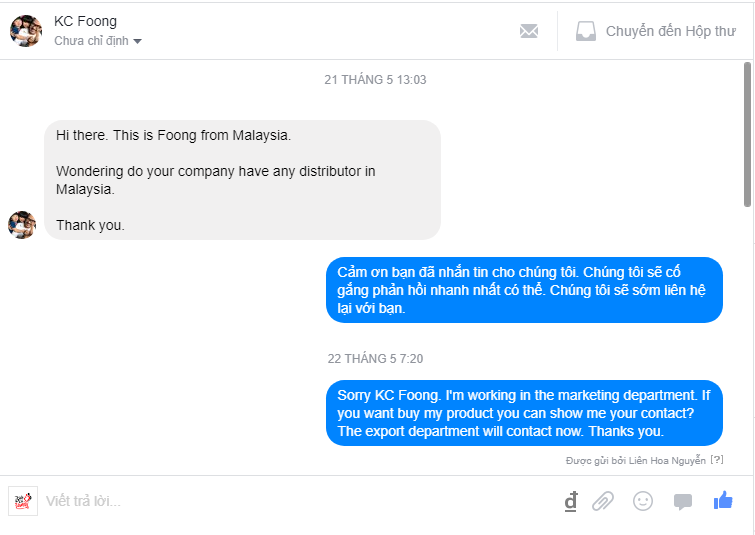 KC Foong
Chưa chỉ định
Chuyển đến Hộp thư
21 THÁNG 5 13:03
Hi there. This is Foong from Malaysia.
Wondering do your company have any distributor in
Malaysia.
Thank you.
Cảm ơn bạn đã nhắn tin cho chúng tôi. Chúng tôi sẽ cố
gắng phản hồi nhanh nhất có thể. Chúng tôi sẽ sớm liên hệ
lại với bạn.
22 THÁNG 5 7:20
Sorry KC Foong. I'm working in the marketing department. If
you want buy my product you can show me your contact?
The export department will contact now. Thanks you.
Được gửi bởi Liên Hoa Nguyễn [?]
Viết trả lời...
đ